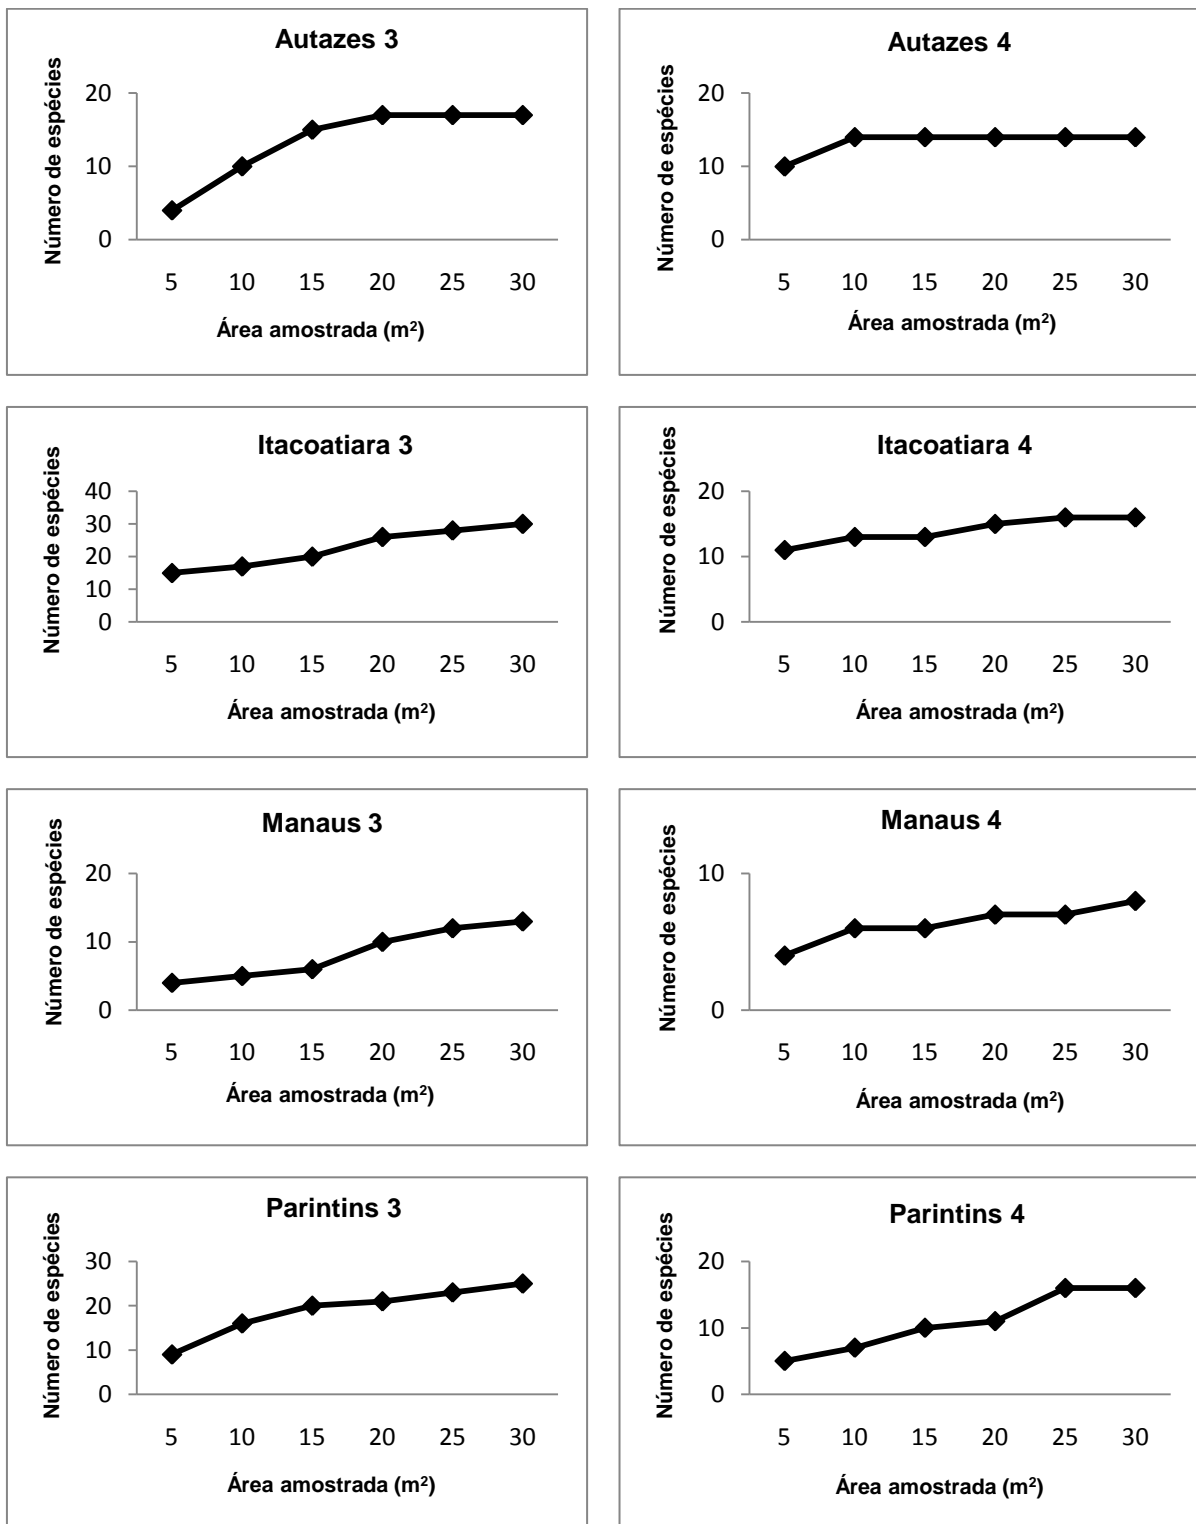 Autazes 3
Número de espécies
20
10
0
5 10 15 20 25 30
Área amostrada (m²)
Autazes 4
Número de espécies
20
10
0
5 10 15 20 25 30
Área amostrada (m²)
Itacoatiara 3
Número de espécies
40
30
20
10
0
5 10 15 20 25 30
Área amostrada (m²)
Itacoatiara 4
Número de espécies
20
10
0
5 10 15 20 25 30
Área amostrada (m²)
Manaus 3
Número de espécies
20
10
0
5 10 15 20 25 30
Área amostrada (m²)
Manaus 4
Número de espécies
10
0
5 10 15 20 25 30
Área amostrada (m²)
Parintins 3
Número de espécies
30
20
10
0
5 10 15 20 25 30
Área amostrada (m²)
Parintins 4
Número de espécies
20
10
0
5 10 15 20 25 30
Área amostrada (m²)